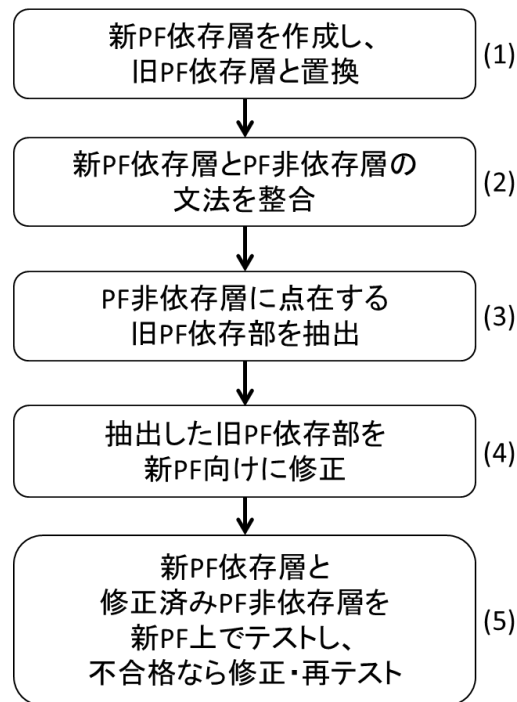 新PF依存層を作成し、
旧PF依存層と置換
(1)
新PF依存層とPF非依存層の
文法を整合
(2)
PF非依存層に点在する
旧PF依存部を抽出
(3)
抽出した旧PF依存部を
新PF向けに修正
(4)
新PF依存層と
修正済みPF非依存層を
新PF上でテストし、
不合格なら修正・再テスト
(5)